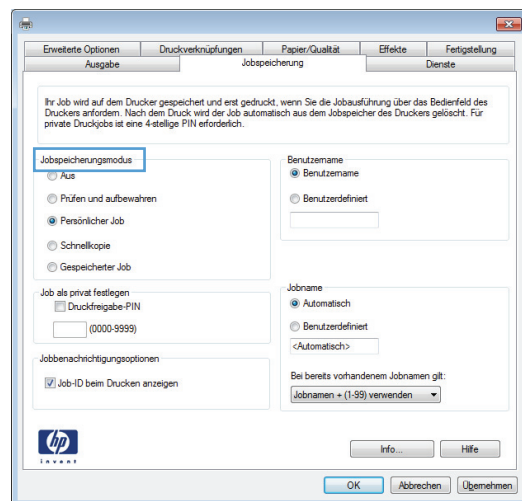 Erweiterte Optionen Druckverknüpfungen Papier/Qualität Effekte Fertigstellung
Ausgabe Jobspeicherung Dienste
Ihr Job wird auf dem Drucker gespeichert und erst gedruckt, wenn Sie die Jobausführung über das Bedienfeld des
Druckers anfordern. Nach dem Druck wird der Job automatisch aus dem Jobspeicher des Druckers gelöscht. Für
private Druckjobs ist eine 4-stellige PIN erforderlich.
Jobspeicherungsmodus
Aus
Prüfen und aufbewahren
Persönlicher Job
Schnellkopie
Gespeicherter Job
Benutzername
Benutzername
Benutzerdefiniert
Job als privat festlegen
Druckfreigabe-PIN
(0000-9999)
Jobname
Automatisch
Benutzerdefiniert
<Automatisch>
Bei bereits vorhandenem Jobnamen gilt:
Jobnamen + (1-99) verwenden
Jobbenachrichtigungsoptionen
Job-ID beim Drucken anzeigen
hp
invent
Info... Hilfe
OK Abbrechen Übernehmen